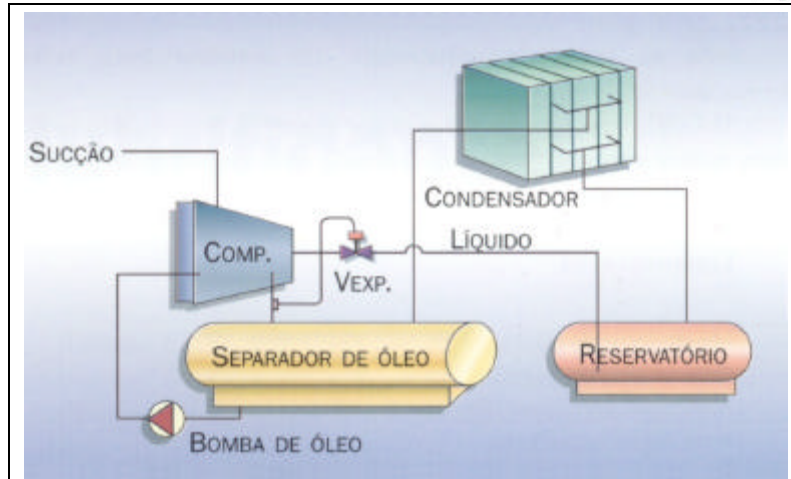 SUCÇÃO
CONDENSADOR
COMP.
LÍQUIDO
VEXP.
SEPARADOR DE ÓLEO
RESERVATÓRIO
BOMBA DE ÓLEO